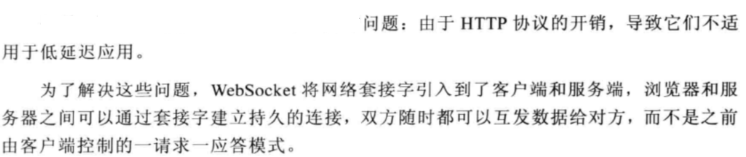 问题：由于 HTTP 协议的开销，导致它们不适
用于低延迟应用。
为了解决这些问题，WebSocket 将网络套接字引入到了客户端和服务端，浏览器和服
务器之间可以通过套接字建立持久的连接，双方随时都可以互发数据给对方，而不是之前
由客户端控制的一请求一应答模式。